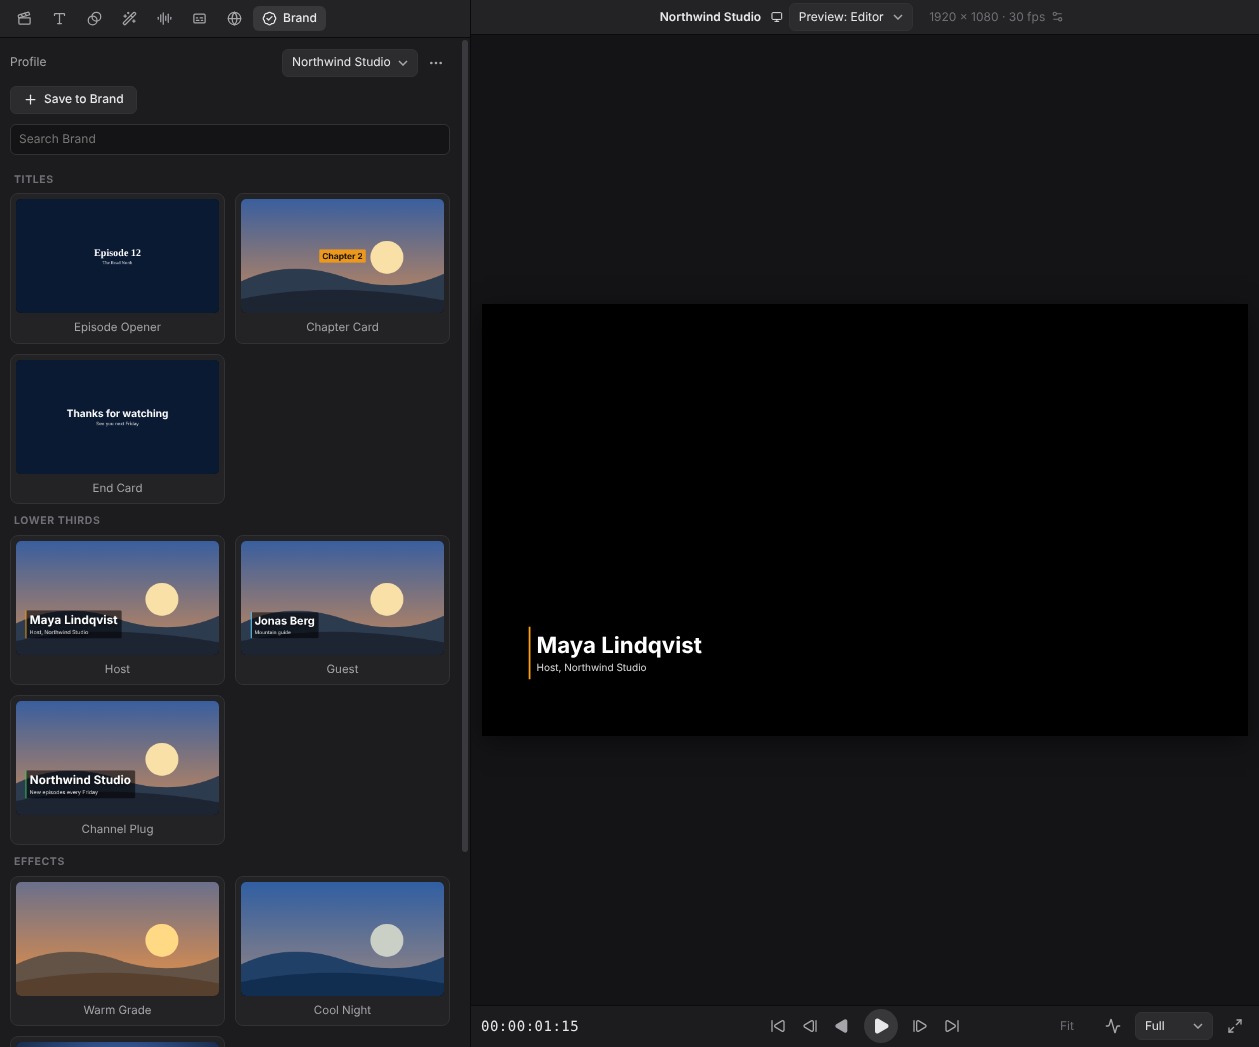 Brand
Northwind Studio
Preview: Editor
1920 × 1080 · 30 fps
Profile
Northwind Studio
Save to Brand
Search Brand
TITLES
Episode 12
The Road North
Chapter 2
Episode Opener
Chapter Card
Thanks for watching
See you next Friday
End Card
LOWER THIRDS
Maya Lindqvist
Host, Northwind Studio
Jonas Berg
Mountain guide
Host
Guest
Northwind Studio
New episodes every Friday
Channel Plug
EFFECTS
Warm Grade
Cool Night
Maya Lindqvist
Host, Northwind Studio
00:00:01:15
Fit
Full